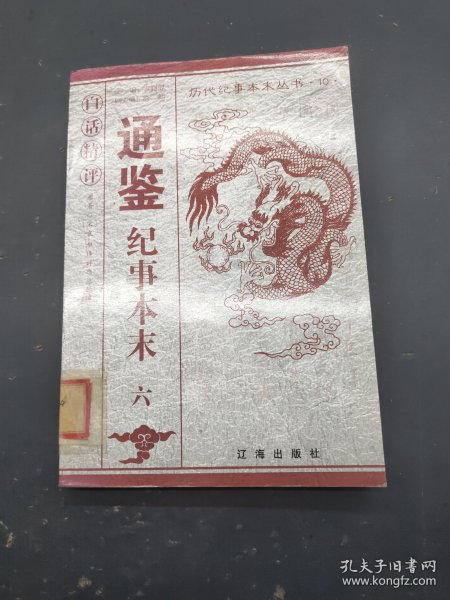 历代纪事本末丛书·10
白话精评
通鉴
纪事本末
六
辽海出版社
孔夫子旧书网
www.kongfz.com